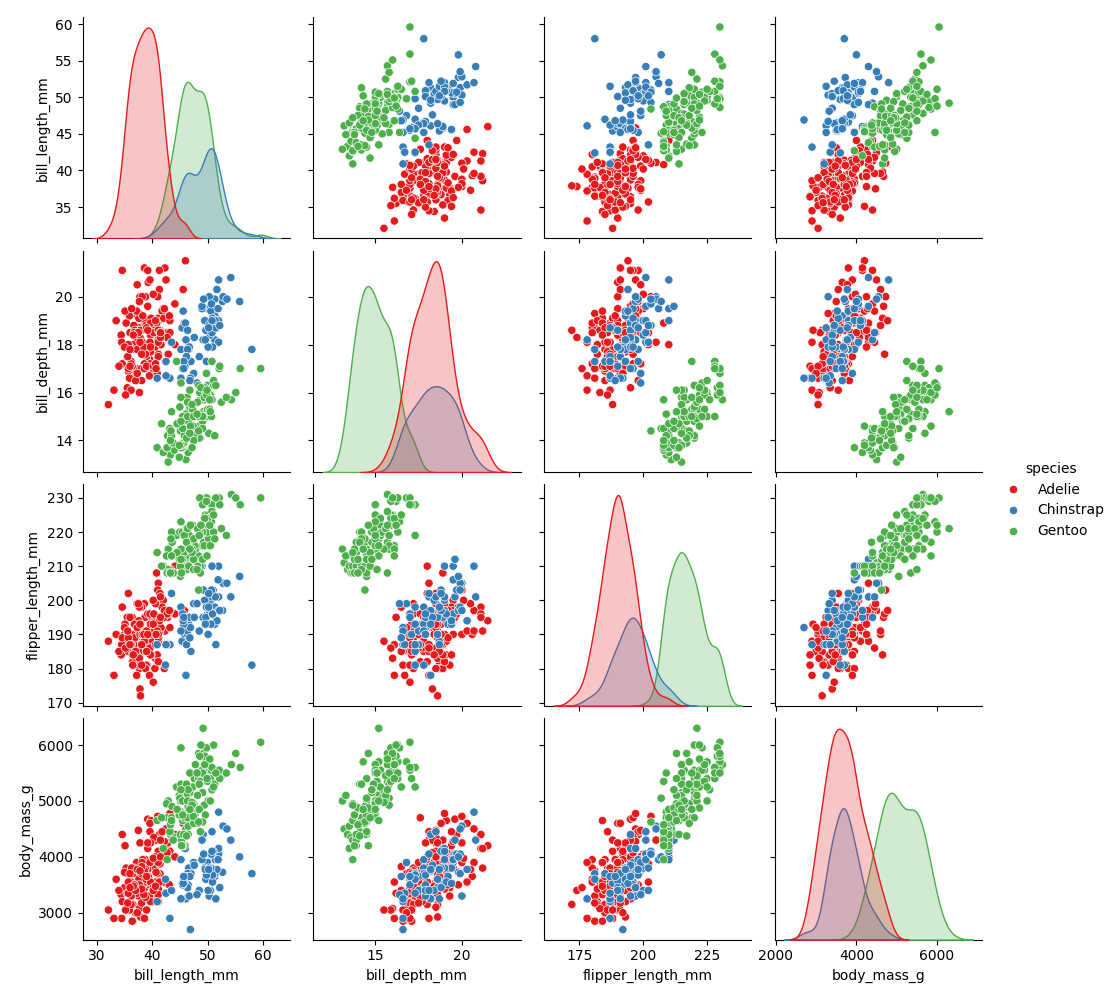 60
55
50
45
40
35
bill_length_mm
20
18
16
14
bill_depth_mm
species
Adelie
Chinstrap
Gentoo
230
220
210
200
190
180
170
flipper_length_mm
6000
5000
4000
3000
body_mass_g
30 40 50 60
bill_length_mm
15 20
bill_depth_mm
175 200 225
flipper_length_mm
2000 4000 6000
body_mass_g